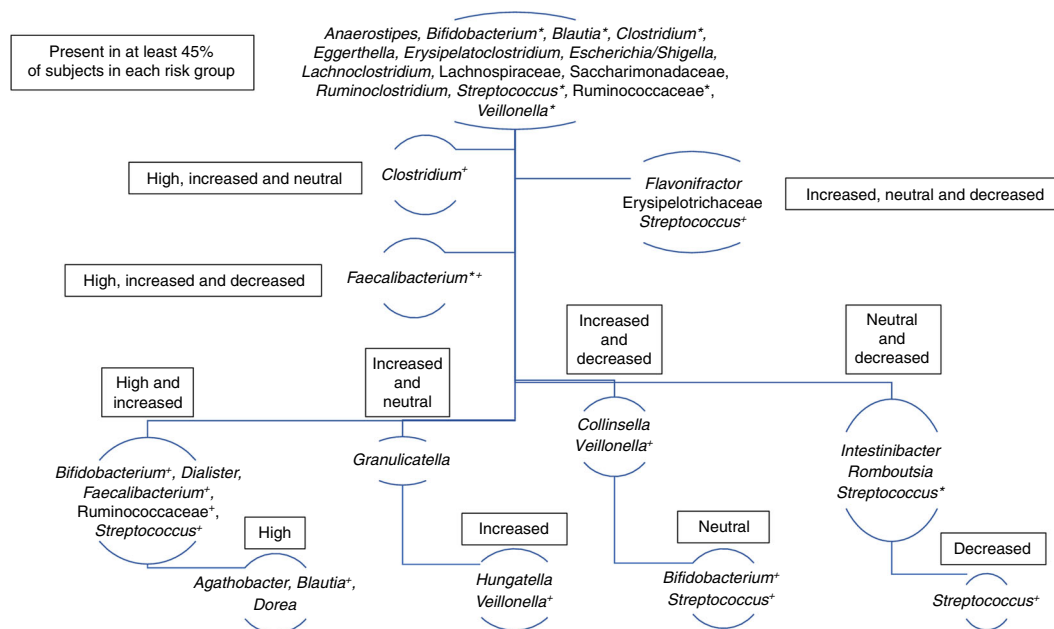 Present in at least 45%
of subjects in each risk group
Anaerostipes, Bifidobacterium*, Blautia*, Clostridium*,
Eggerthella, Erysipelatoclostridium, Escherichia/Shigella,
Lachnoclostridium, Lachnospiraceae, Saccharimonadaceae,
Ruminoclostridium, Streptococcus*, Ruminococcaceae*,
Veillonella*
High, increased and neutral
Clostridium⁺
Flavonifractor
Erysipelotrichaceae
Streptococcus⁺
Increased, neutral and decreased
High, increased and decreased
Faecalibacterium*⁺
High and
increased
Increased
and
neutral
Increased
and
decreased
Neutral
and
decreased
Bifidobacterium⁺, Dialister,
Faecalibacterium⁺,
Ruminococcaceae⁺,
Streptococcus⁺
Granulicatella
Collinsella
Veillonella⁺
Intestinibacter
Romboutsia
Streptococcus*
High
Increased
Neutral
Decreased
Agathobacter, Blautia⁺,
Dorea
Hungatella
Veillonella⁺
Bifidobacterium⁺
Streptococcus⁺
Streptococcus⁺